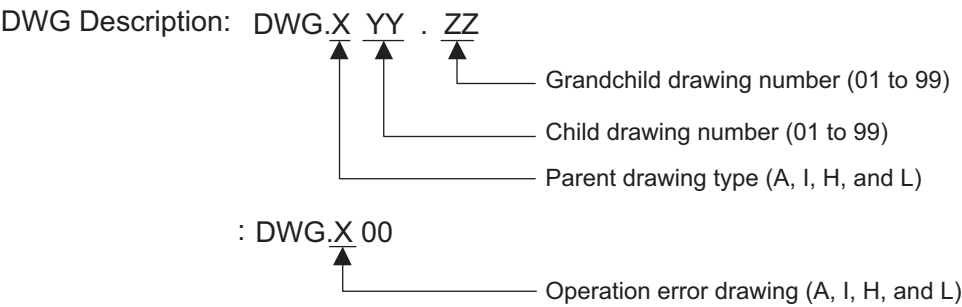 DWG Description: DWG.X YY . ZZ
Grandchild drawing number (01 to 99)
Child drawing number (01 to 99)
Parent drawing type (A, I, H, and L)
: DWG.X 00
Operation error drawing (A, I, H, and L)